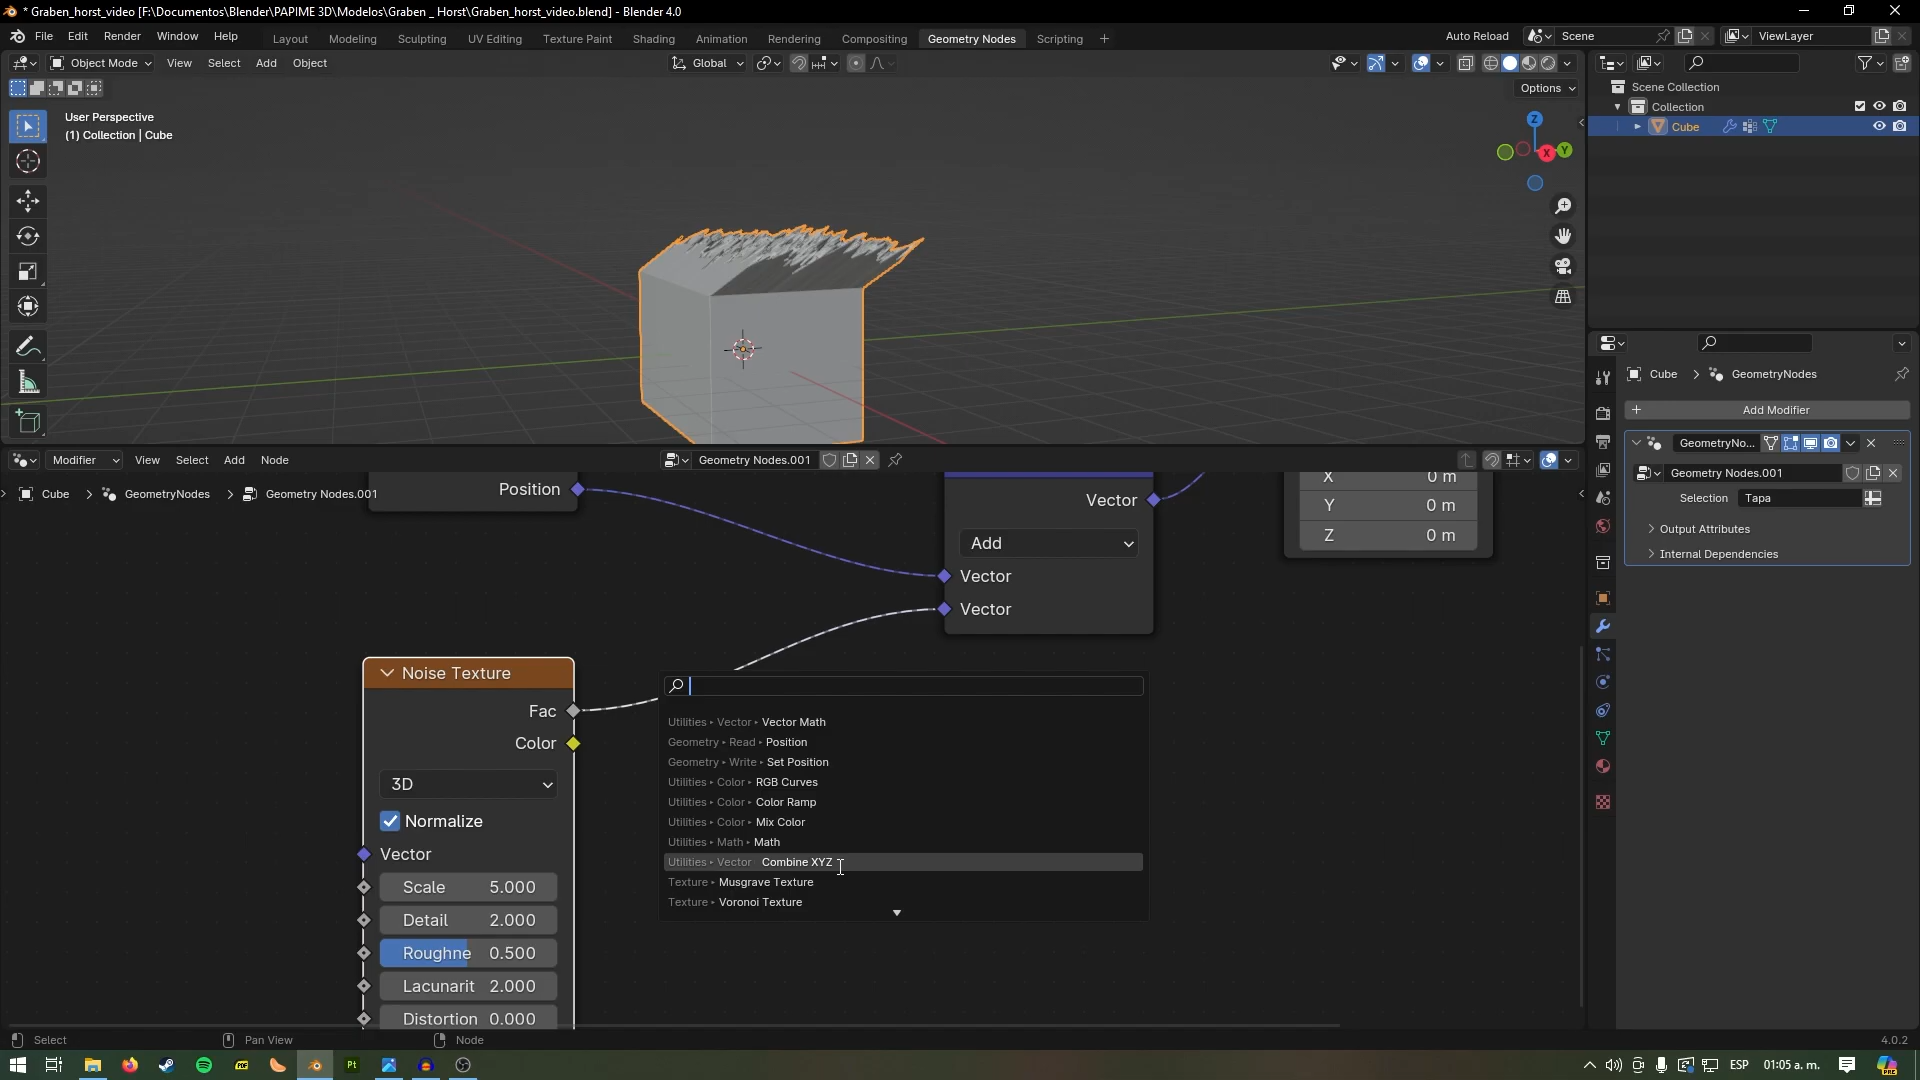 * Graben_horst_video [F:\Documentos\Blender\PAPIME 3D\Modelos\Graben _ Horst\Graben_horst_video.blend] - Blender 4.0
File Edit Render Window Help
Layout Modeling Sculpting UV Editing Texture Paint Shading Animation Rendering Compositing Geometry Nodes Scripting +
Auto Reload Scene ViewLayer
Object Mode View Select Add Object Global
Options
User Perspective
(1) Collection | Cube
Z
X
Y
Scene Collection
Collection
Cube
Cube GeometryNodes
+ Add Modifier
GeometryNo...
Geometry Nodes.001
Selection Tapa
Output Attributes
Internal Dependencies
Modifier View Select Add Node Geometry Nodes.001
Cube GeometryNodes Geometry Nodes.001
Position
Vector
Add
Vector
Vector
X 0 m
Y 0 m
Z 0 m
Noise Texture
Fac
Color
3D
Normalize
Vector
Scale 5.000
Detail 2.000
Roughne 0.500
Lacunarit 2.000
Distortion 0.000
Utilities ▸ Vector ▸ Vector Math
Geometry ▸ Read ▸ Position
Geometry ▸ Write ▸ Set Position
Utilities ▸ Color ▸ RGB Curves
Utilities ▸ Color ▸ Color Ramp
Utilities ▸ Color ▸ Mix Color
Utilities ▸ Math ▸ Math
Utilities ▸ Vector Combine XYZ
Texture ▸ Musgrave Texture
Texture ▸ Voronoi Texture
Select Pan View Node 4.0.2
Pt
ESP 01:05 a. m.